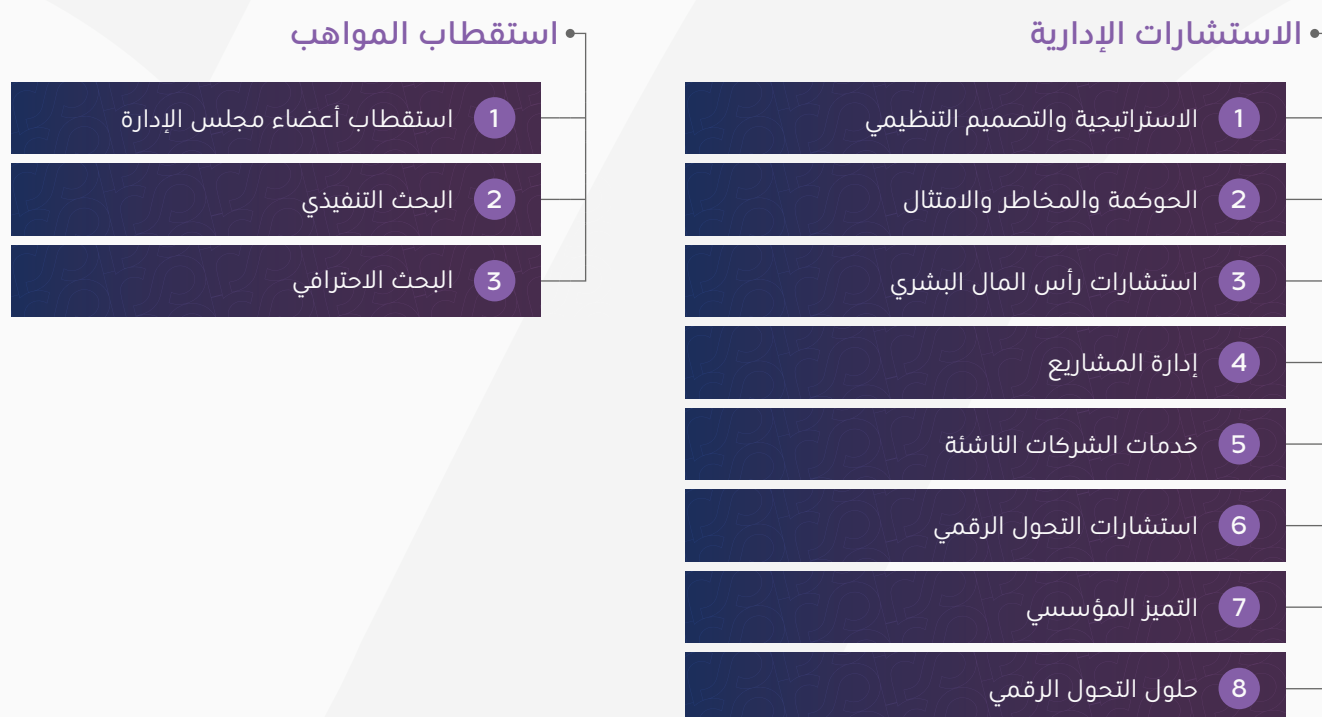 الاستشارات الإدارية
1 الاستراتيجية والتصميم التنظيمي
2 الحوكمة والمخاطر والامتثال
3 استشارات رأس المال البشري
4 إدارة المشاريع
5 خدمات الشركات الناشئة
6 استشارات التحول الرقمي
7 التميز المؤسسي
8 حلول التحول الرقمي
استقطاب المواهب
1 استقطاب أعضاء مجلس الإدارة
2 البحث التنفيذي
3 البحث الاحترافي